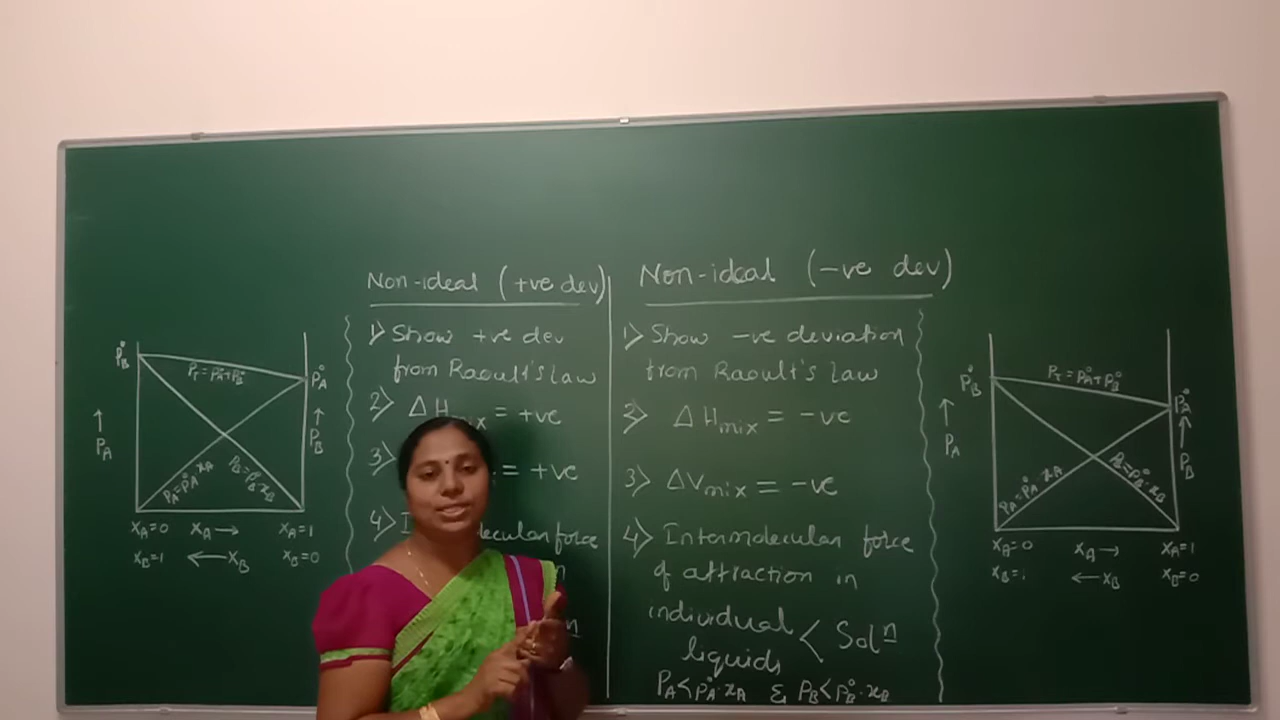 P°B
PT = P°A + P°B
P°A
↑
PA
↑
PB
PA = P°A · xA
PB = P°B · xB
xA = 0 xA → xA = 1
xB = 1 ← xB xB = 0
Non-ideal (+ve dev)
1) Show +ve dev
from Raoult's law
2) ΔHmix = +ve
3) = +ve
4) I lecular force
n
Non-ideal (-ve dev)
1) Show -ve deviation
from Raoult's law
2) ΔHmix = -ve
3) ΔVmix = -ve
4) Intermolecular force
of attraction in
individual < Solⁿ
liquids
PA < P°A · xA & PB < P°B · xB
P°B
PT = P°A + P°B
P°A
↑
PA
↑
PB
PA = P°A · xA
PB = P°B · xB
xA = 0 xA → xA = 1
xB = 1 ← xB xB = 0